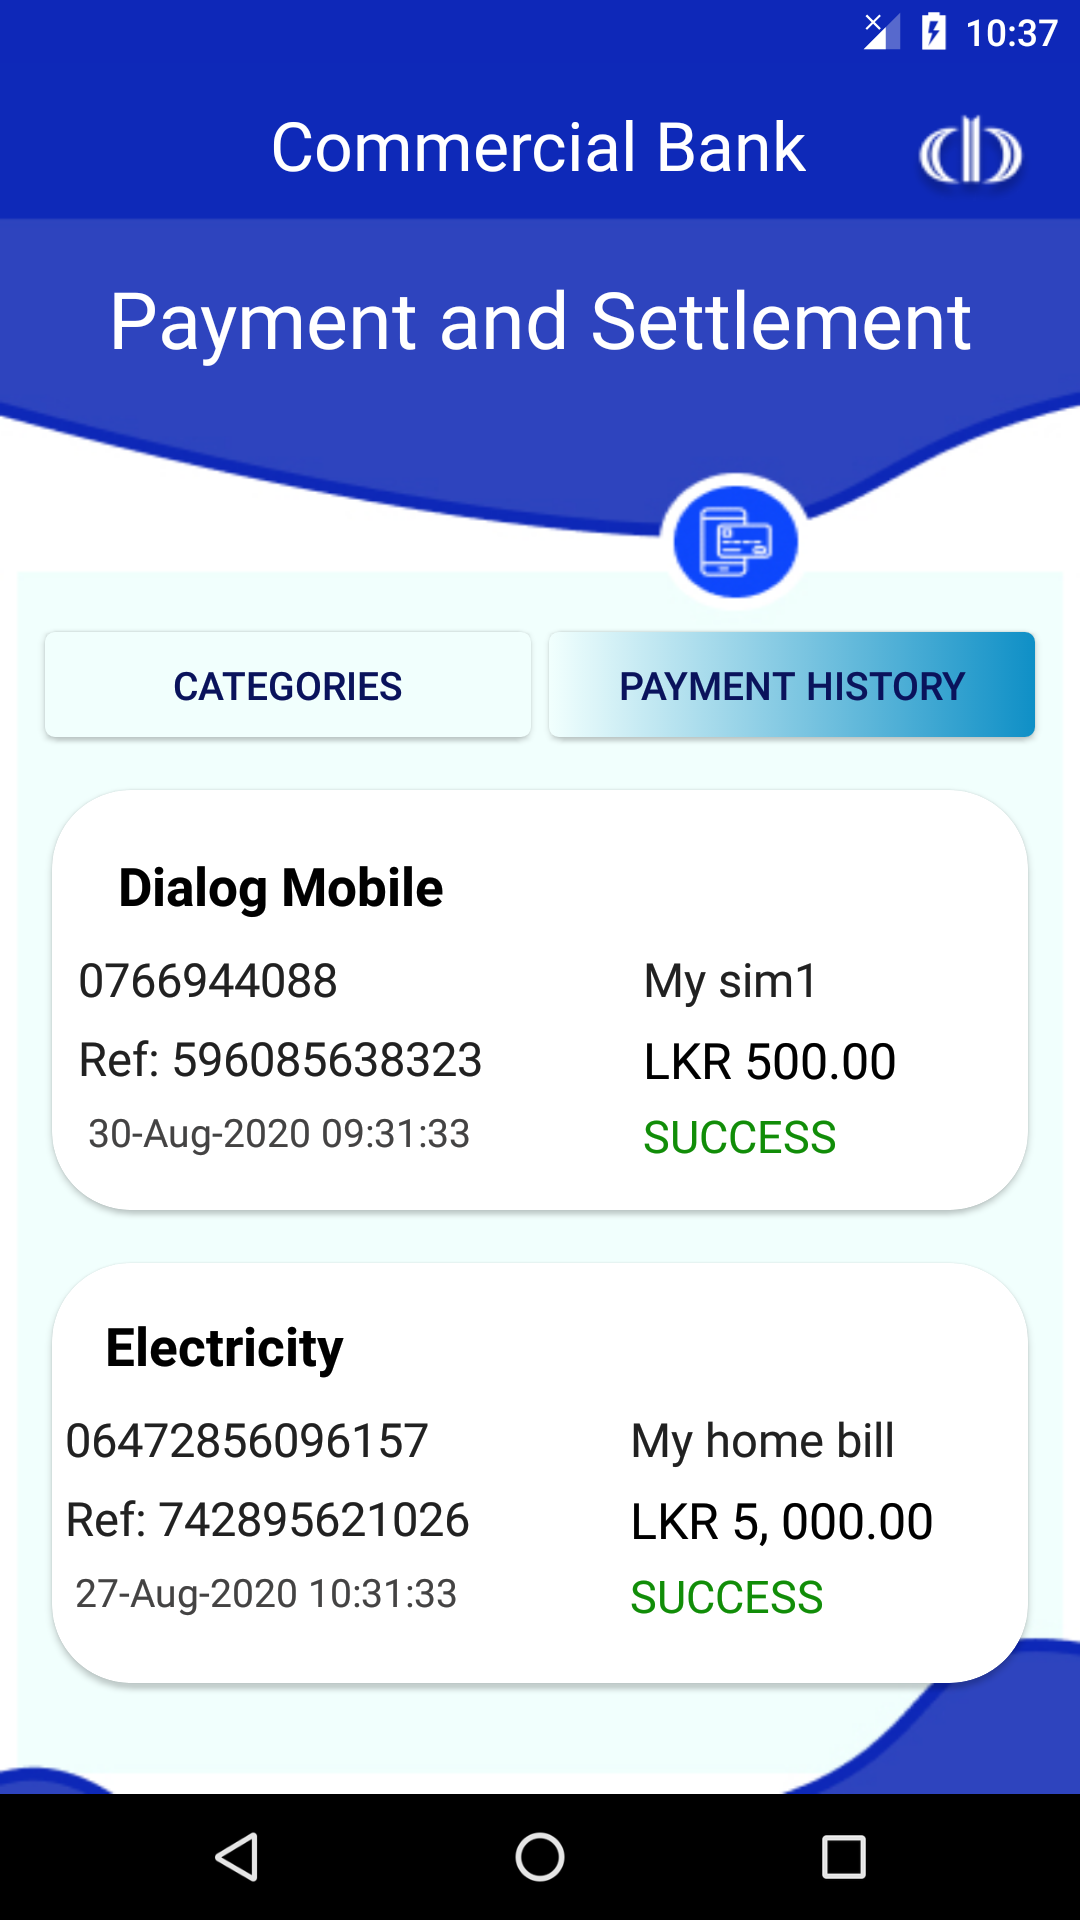 10:37
Commercial Bank
Payment and Settlement
CATEGORIES
PAYMENT HISTORY
Dialog Mobile
0766944088
My sim1
Ref: 596085638323
LKR 500.00
30-Aug-2020 09:31:33
SUCCESS
Electricity
06472856096157
My home bill
Ref: 742895621026
LKR 5, 000.00
27-Aug-2020 10:31:33
SUCCESS